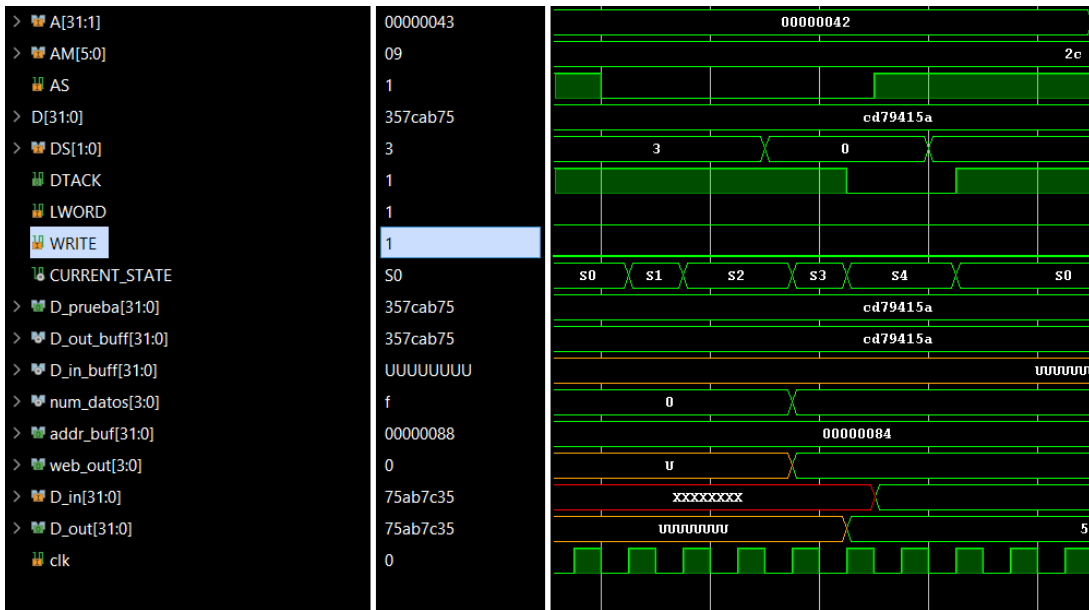 A[31:1] 00000043 00000042
AM[5:0] 09 2c
AS 1
D[31:0] 357cab75 cd79415a
DS[1:0] 3 3 0
DTACK 1
LWORD 1
WRITE 1
CURRENT_STATE S0 S0 S1 S2 S3 S4 S0
D_prueba[31:0] 357cab75 cd79415a
D_out_buff[31:0] 357cab75 cd79415a
D_in_buff[31:0] UUUUUUUU UUUUUUU
num_datos[3:0] f 0
addr_buf[31:0] 00000088 00000084
web_out[3:0] 0 U
D_in[31:0] 75ab7c35 XXXXXXXX
D_out[31:0] 75ab7c35 UUUUUUUU 5
clk 0